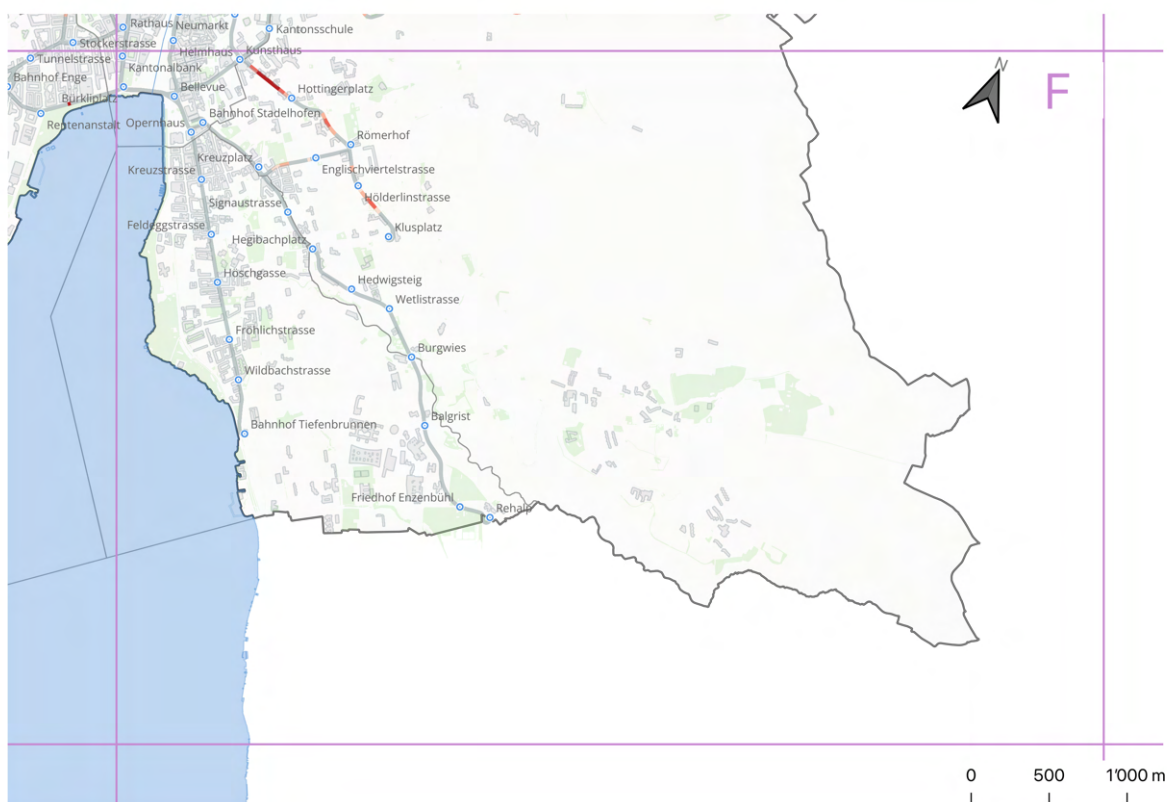 Rathaus
Neumarkt
Kantonsschule
Stockerstrasse
Helmhaus
Kunsthaus
Tunnelstrasse
Kantonalbank
N
Bahnhof Enge
Bellevue
Hottingerplatz
F
Bürkliplatz
Rentenanstalt
Opernhaus
Bahnhof Stadelhofen
Römerhof
Kreuzplatz
Kreuzstrasse
Englischviertelstrasse
Signaustrasse
Hölderlinstrasse
Feldeggstrasse
Klusplatz
Hegibachplatz
Höschgasse
Hedwigsteig
Wetlistrasse
Fröhlichstrasse
Burgwies
Wildbachstrasse
Bahnhof Tiefenbrunnen
Balgrist
Friedhof Enzenbühl
Rehalp
0 500 1'000 m